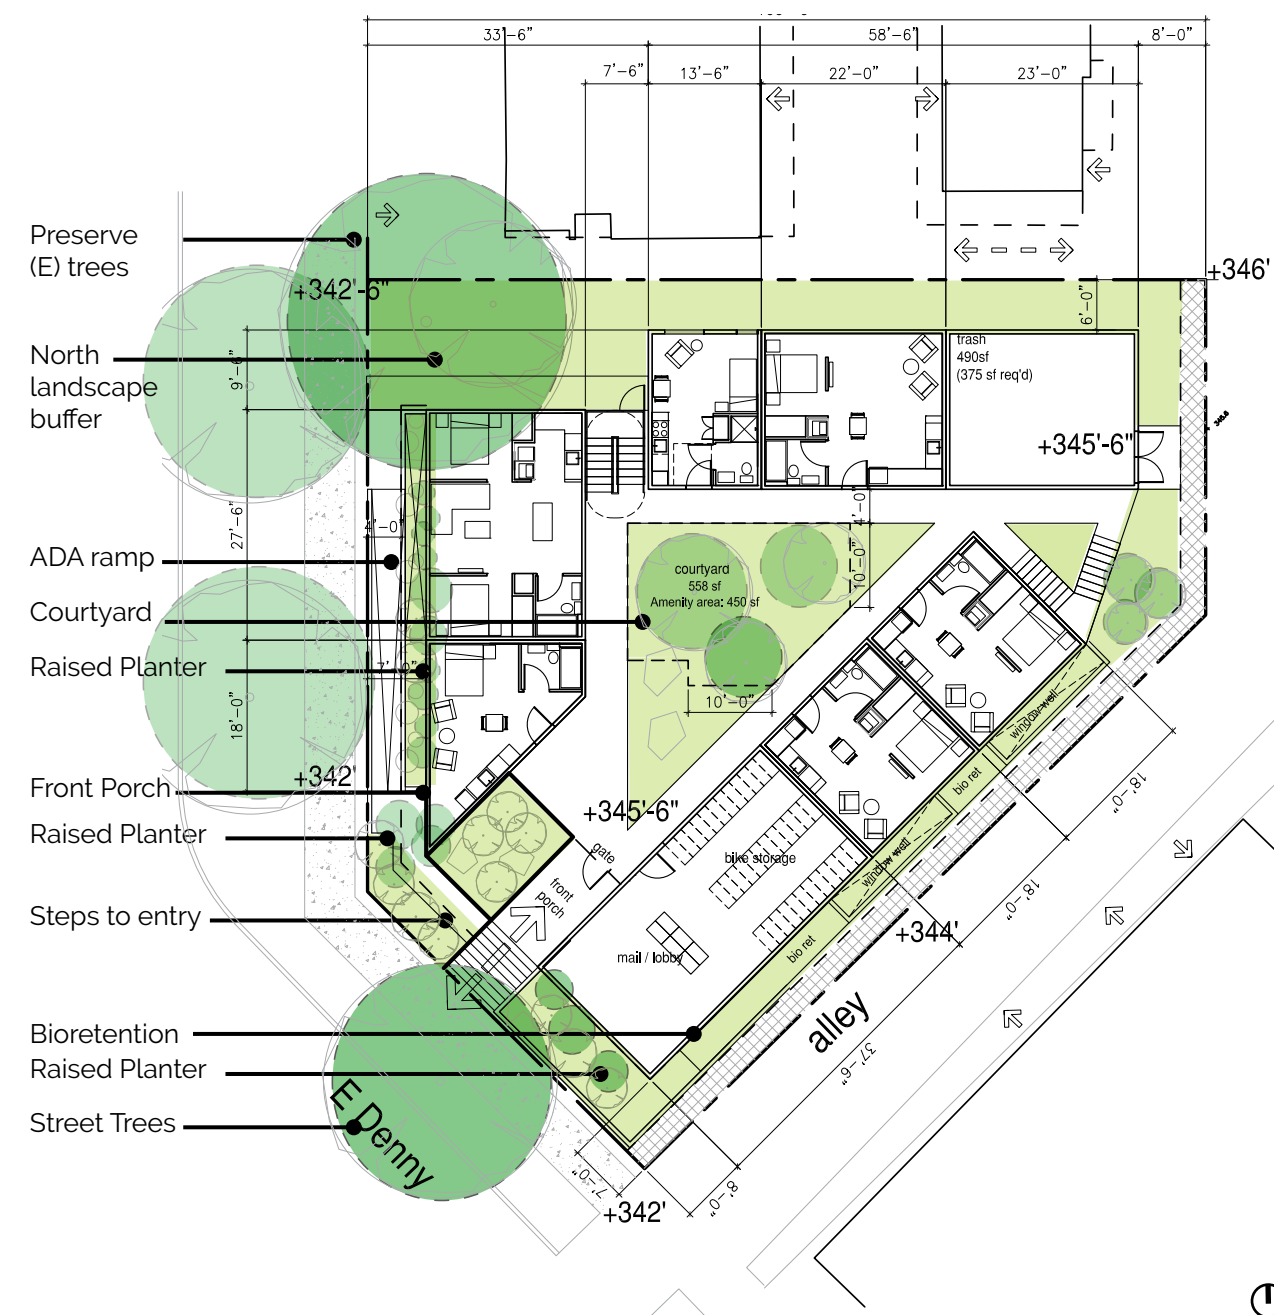 33'-6"
58'-6"
8'-0"
7'-6"
13'-6"
22'-0"
23'-0"
Preserve
(E) trees
+346'
+342'-6"
6'-0"
North
landscape
buffer
9'-6"
trash
490sf
(375 sf req'd)
+345'-6"
27'-6"
4'-0"
4'-0"
10'-0"
ADA ramp
courtyard
558 sf
Amenity area: 450 sf
Courtyard
Raised Planter
7'-0"
10'-0"
18'-0"
window well
bio ret
18'-0"
Front Porch
+342'
+345'-6"
Raised Planter
gate
bike storage
window well
18'-0"
front
porch
Steps to entry
+344'
mail / lobby
bio ret
alley
37'-6"
Bioretention
Raised Planter
Street Trees
E Denny
7'-0"
8'-0"
+342'